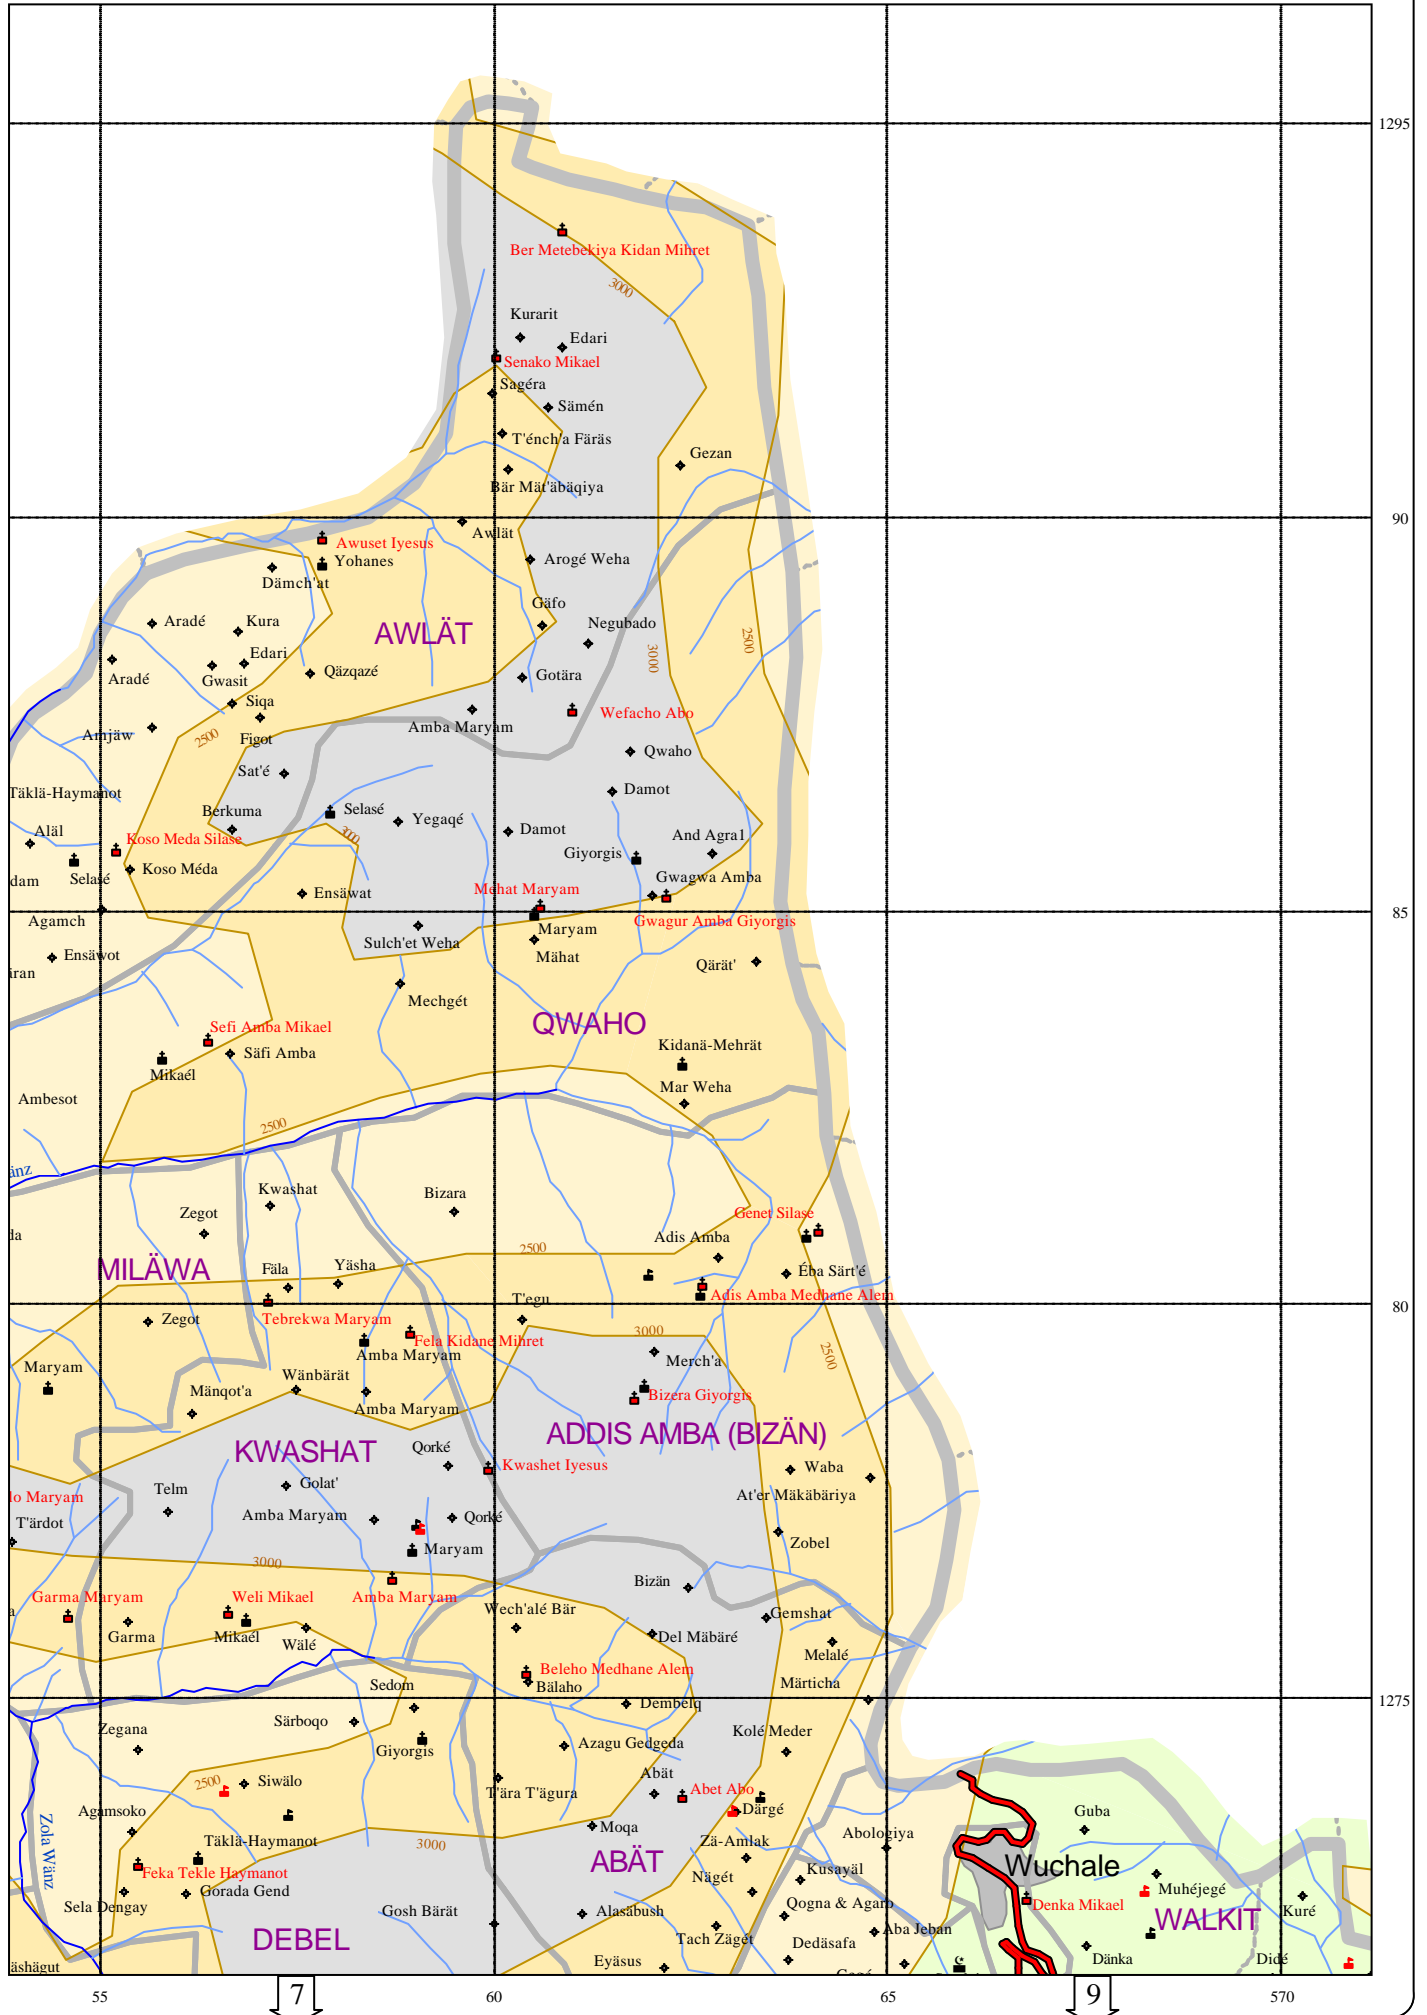 1295
Ber Metebekiya Kidan Mihret
3000
Kurarit
Edari
Senako Mikael
Sagéra
Sämén
T'énch'a Färäs
Gezan
Bär Mät'äbäqiya
90
Awlät
Awuset Iyesus
Yohanes
Arogé Weha
Dämch'at
Gäfo
Aradé
Kura
AWLÄT
Negubado
2500
3000
Edari
Gwasit
Aradé
Qäzqazé
Gotära
Siqa
Wefacho Abo
Amba Maryam
Amjäw
2500
Figot
Qwaho
Sat'é
Täklä-Haymanot
Damot
Berkuma
Selasé
Yegaqé
Damot
And Agra1
Aläl
Koso Meda Silase
3000
Giyorgis
Koso Méda
Selasé
dam
Gwagwa Amba
Mehat Maryam
Ensäwat
Agamch
Gwagur Amba Giyorgis
Maryam
Sulch'et Weha
Mähat
Ensäwot
Qärät'
äran
Mechgét
Sefi Amba Mikael
QWAHO
Säfi Amba
Kidanä-Mehrät
Mikaél
Mar Weha
Ambesot
2500
änz
Kwashat
Bizara
Zegot
Genet Silase
da
Adis Amba
2500
MILÄWA
Fäla
Yäsha
Éba Särt'é
Adis Amba Medhane Alem
T'egu
80
Zegot
Tebrekwa Maryam
Fela Kidane Mihret
3000
2500
Amba Maryam
Merch'a
Maryam
Wänbärät
Mänqot'a
Bizera Giyorgis
Amba Maryam
ADDIS AMBA (BIZÄN)
KWASHAT
Qorké
Kwashet Iyesus
Waba
Golat'
At'er Mäkäbäriya
lo Maryam
Telm
Amba Maryam
Qorké
T'ärdot
Zobel
Maryam
3000
Bizän
Garma Maryam
Weli Mikael
Amba Maryam
Wech'alé Bär
Gemshat
a
Garma
Mikaél
Wälé
Del Mäbäré
Melalé
Beleho Medhane Alem
Bälaho
Märticha
Sedom
Dembelq
1275
Särboqo
Zegana
Kolé Meder
Giyorgis
Azagu Gedgeda
2500
Siwälo
T'ära T'ägura
Abät
Abet Abo
Agamsoko
Därgé
Guba
Zola Wänz
Täklä-Haymanot
3000
Moqa
Zä-Amlak
Abologiya
ABÄT
Wuchale
Feka Tekle Haymanot
Kusayäl
Nägét
Muhéjegé
Gorada Gend
Sela Dengay
Qogna & Agaro
Denka Mikael
Kuré
Gosh Bärät
Alasäbush
WALKIT
DEBEL
Tach Zägét
Aba Jeban
Dedäsafa
Dänka
Didé
Eyäsus
äshägut
55
7
60
65
9
570